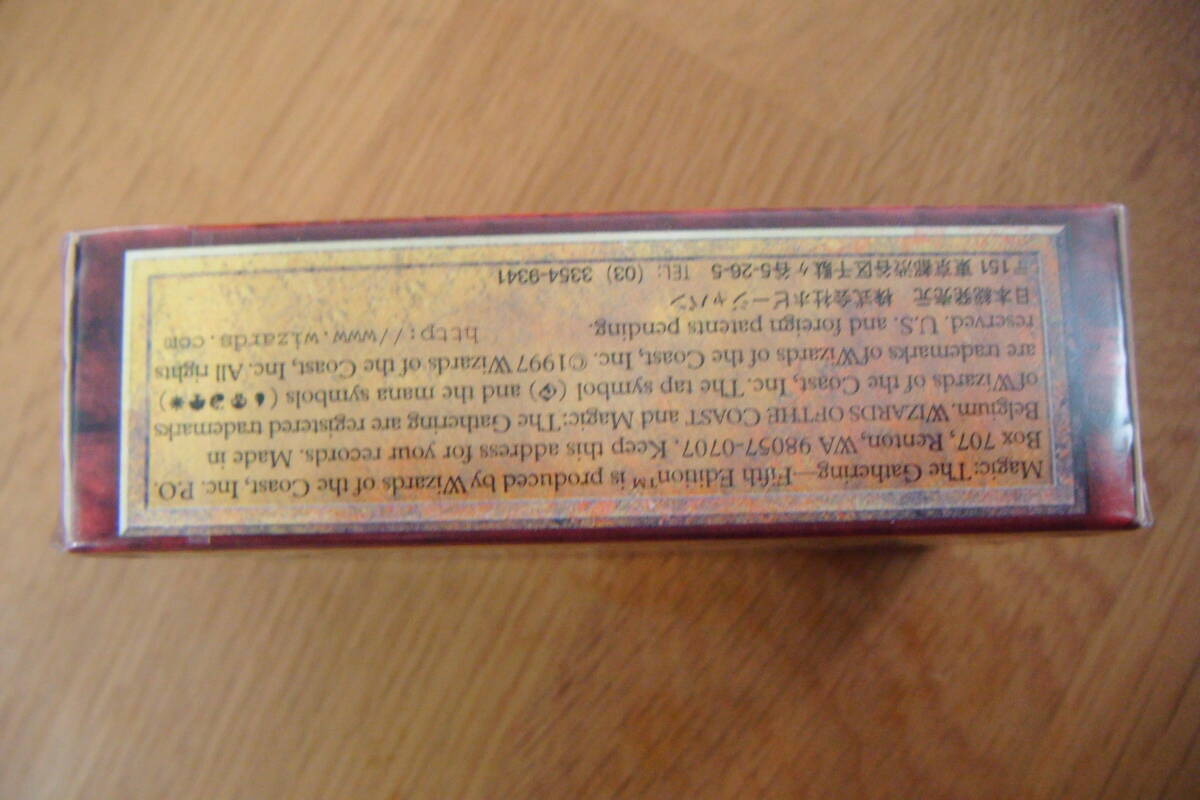 Magic: The Gathering—Fifth Edition™ is produced by Wizards of the Coast, Inc. P.O.
Box 707, Renton, WA 98057-0707. Keep this address for your records. Made in
Belgium. WIZARDS OF THE COAST and Magic: The Gathering are registered trademarks
of Wizards of the Coast, Inc. The tap symbol ( ) and the mana symbols ( )
are trademarks of Wizards of the Coast, Inc. ©1997 Wizards of the Coast, Inc. All rights
reserved. U.S. and foreign patents pending. http://www.wizards.com
日本総発売元 株式会社ホビージャパン
〒151 東京都渋谷区千駄ヶ谷5-26-5 TEL: (03) 3354-9341